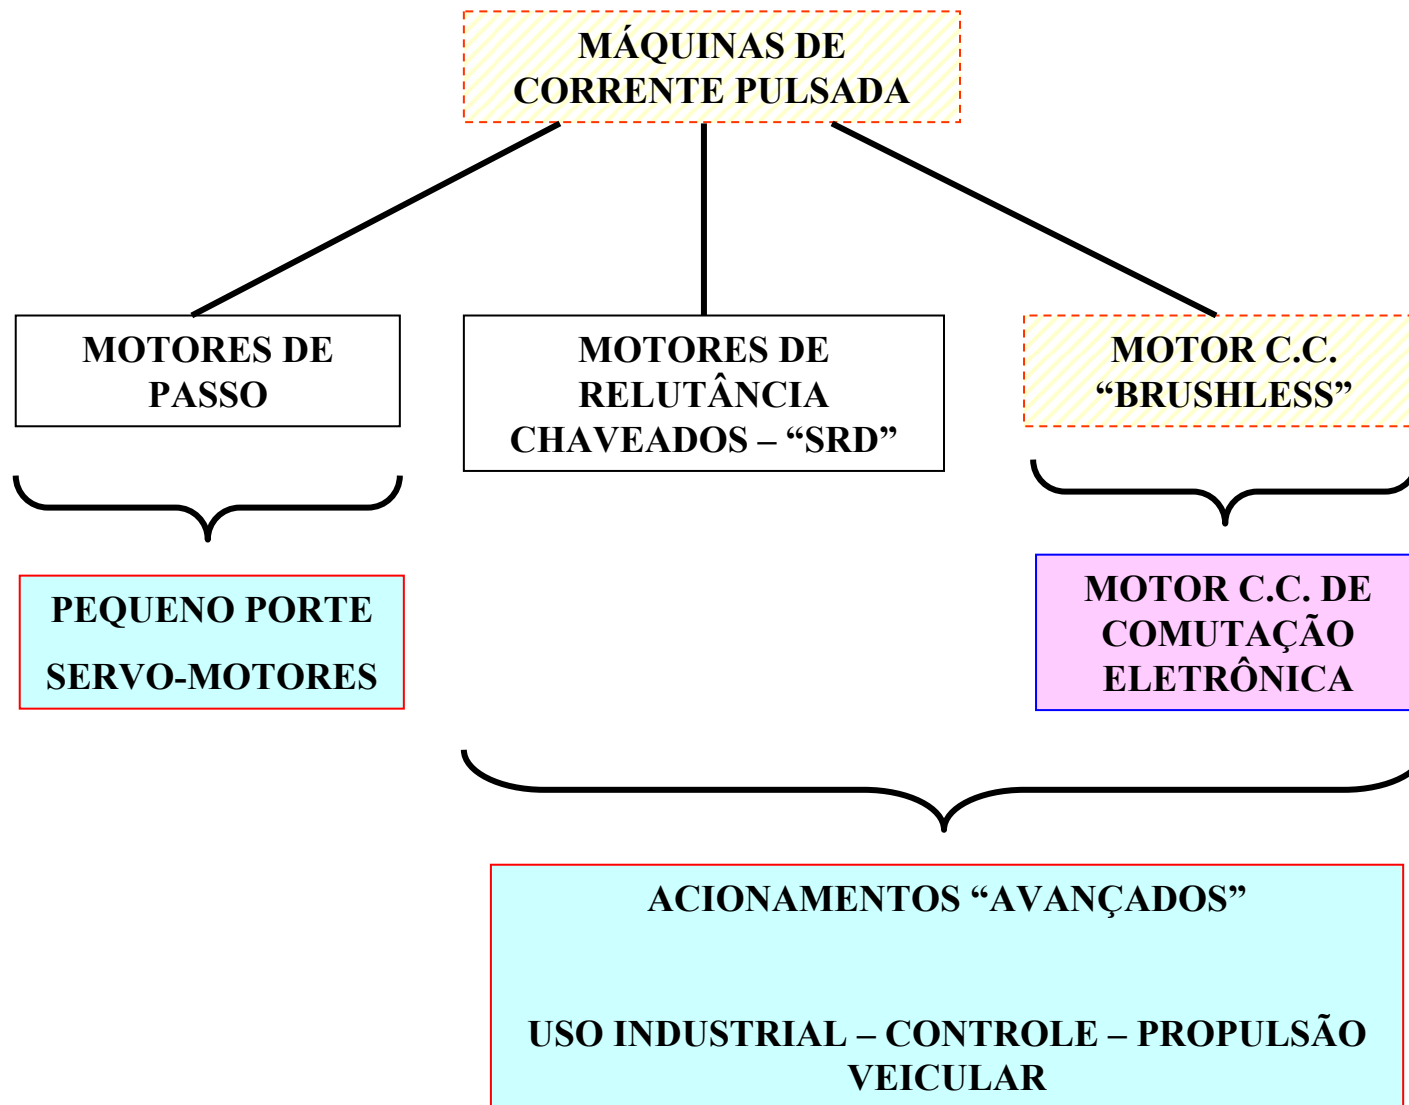 MÁQUINAS DE
CORRENTE PULSADA
MOTORES DE
PASSO
MOTORES DE
RELUTÂNCIA
CHAVEADOS – “SRD”
MOTOR C.C.
“BRUSHLESS”
PEQUENO PORTE
SERVO-MOTORES
MOTOR C.C. DE
COMUTAÇÃO
ELETRÔNICA
ACIONAMENTOS “AVANÇADOS”
USO INDUSTRIAL – CONTROLE – PROPULSÃO
VEICULAR